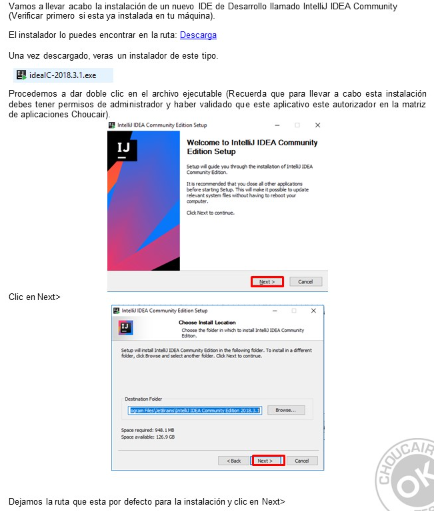 Vamos a llevar acabo la instalación de un nuevo IDE de Desarrollo llamado IntelliJ IDEA Community
(Verificar primero si esta ya instalada en tu máquina).
El instalador lo puedes encontrar en la ruta: Descarga
Una vez descargado, veras un instalador de este tipo.
idealC-2018.3.1.exe
Procedemos a dar doble clic en el archivo ejecutable (Recuerda que para llevar a cabo esta instalación
debes tener permisos de administrador y haber validado que este aplicativo este autorizado en la matriz
de aplicaciones Choucair).
IntelliJ IDEA Community Edition Setup
IJ
Welcome to IntelliJ IDEA Community
Edition Setup
Setup will guide you through the installation of IntelliJ IDEA
Community Edition.
It is recommended that you close all other applications
before starting Setup. This will make it possible to update
relevant system files without having to reboot your
computer.
Click Next to continue.
Next > Cancel
Clic en Next>
IntelliJ IDEA Community Edition Setup
IJ
Choose Install Location
Choose the folder in which to install IntelliJ IDEA Community
Edition.
Setup will install IntelliJ IDEA Community Edition in the following folder. To install in a different
folder, click Browse and select another folder. Click Next to continue.
Destination Folder
ogram Files\JetBrains\IntelliJ IDEA Community Edition 2018.3.1 Browse...
Space required: 948.1 MB
Space available: 126.9 GB
< Back Next > Cancel
CHOUCAIR
OK
Dejamos la ruta que esta por defecto para la instalación y clic en Next>